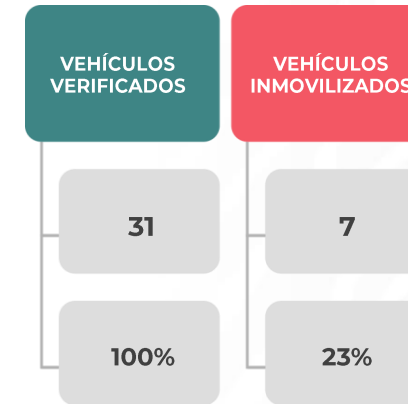 VEHÍCULOS
VERIFICADOS
31
100%
VEHÍCULOS
INMOVILIZADOS
7
23%